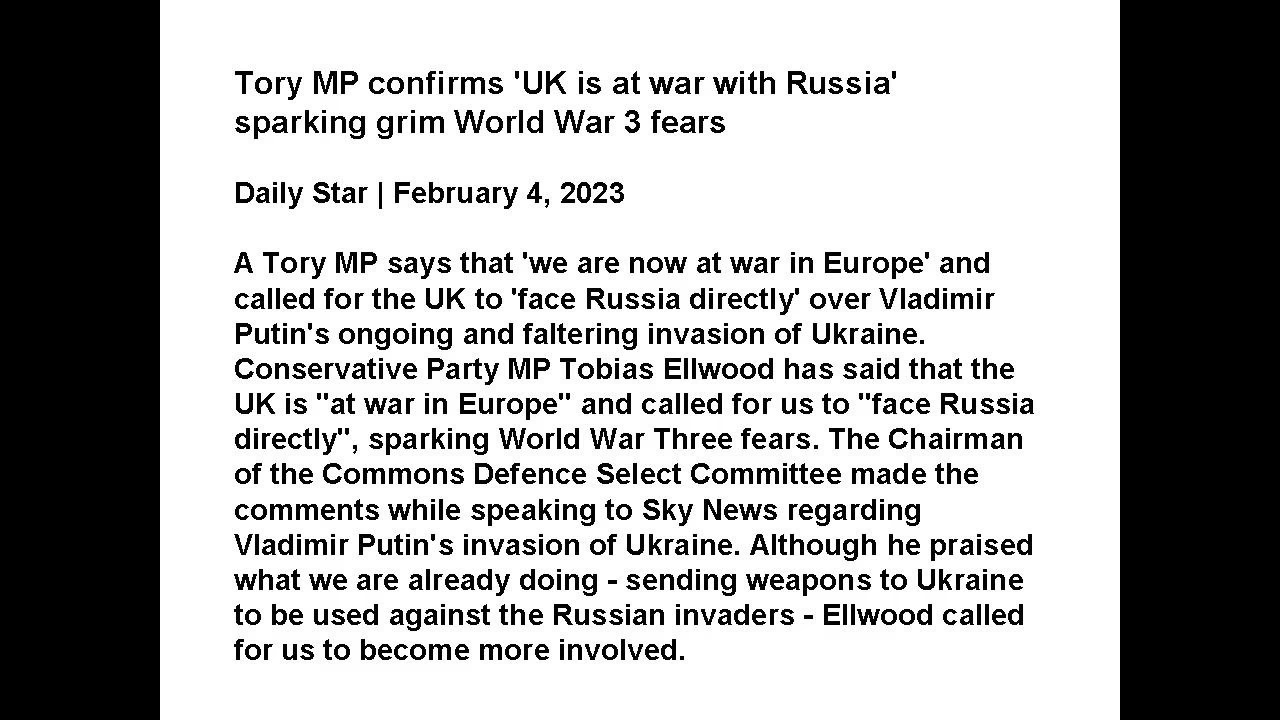 Tory MP confirms 'UK is at war with Russia'
sparking grim World War 3 fears
Daily Star | February 4, 2023
A Tory MP says that 'we are now at war in Europe' and
called for the UK to 'face Russia directly' over Vladimir
Putin's ongoing and faltering invasion of Ukraine.
Conservative Party MP Tobias Ellwood has said that the
UK is "at war in Europe" and called for us to "face Russia
directly", sparking World War Three fears. The Chairman
of the Commons Defence Select Committee made the
comments while speaking to Sky News regarding
Vladimir Putin's invasion of Ukraine. Although he praised
what we are already doing - sending weapons to Ukraine
to be used against the Russian invaders - Ellwood called
for us to become more involved.